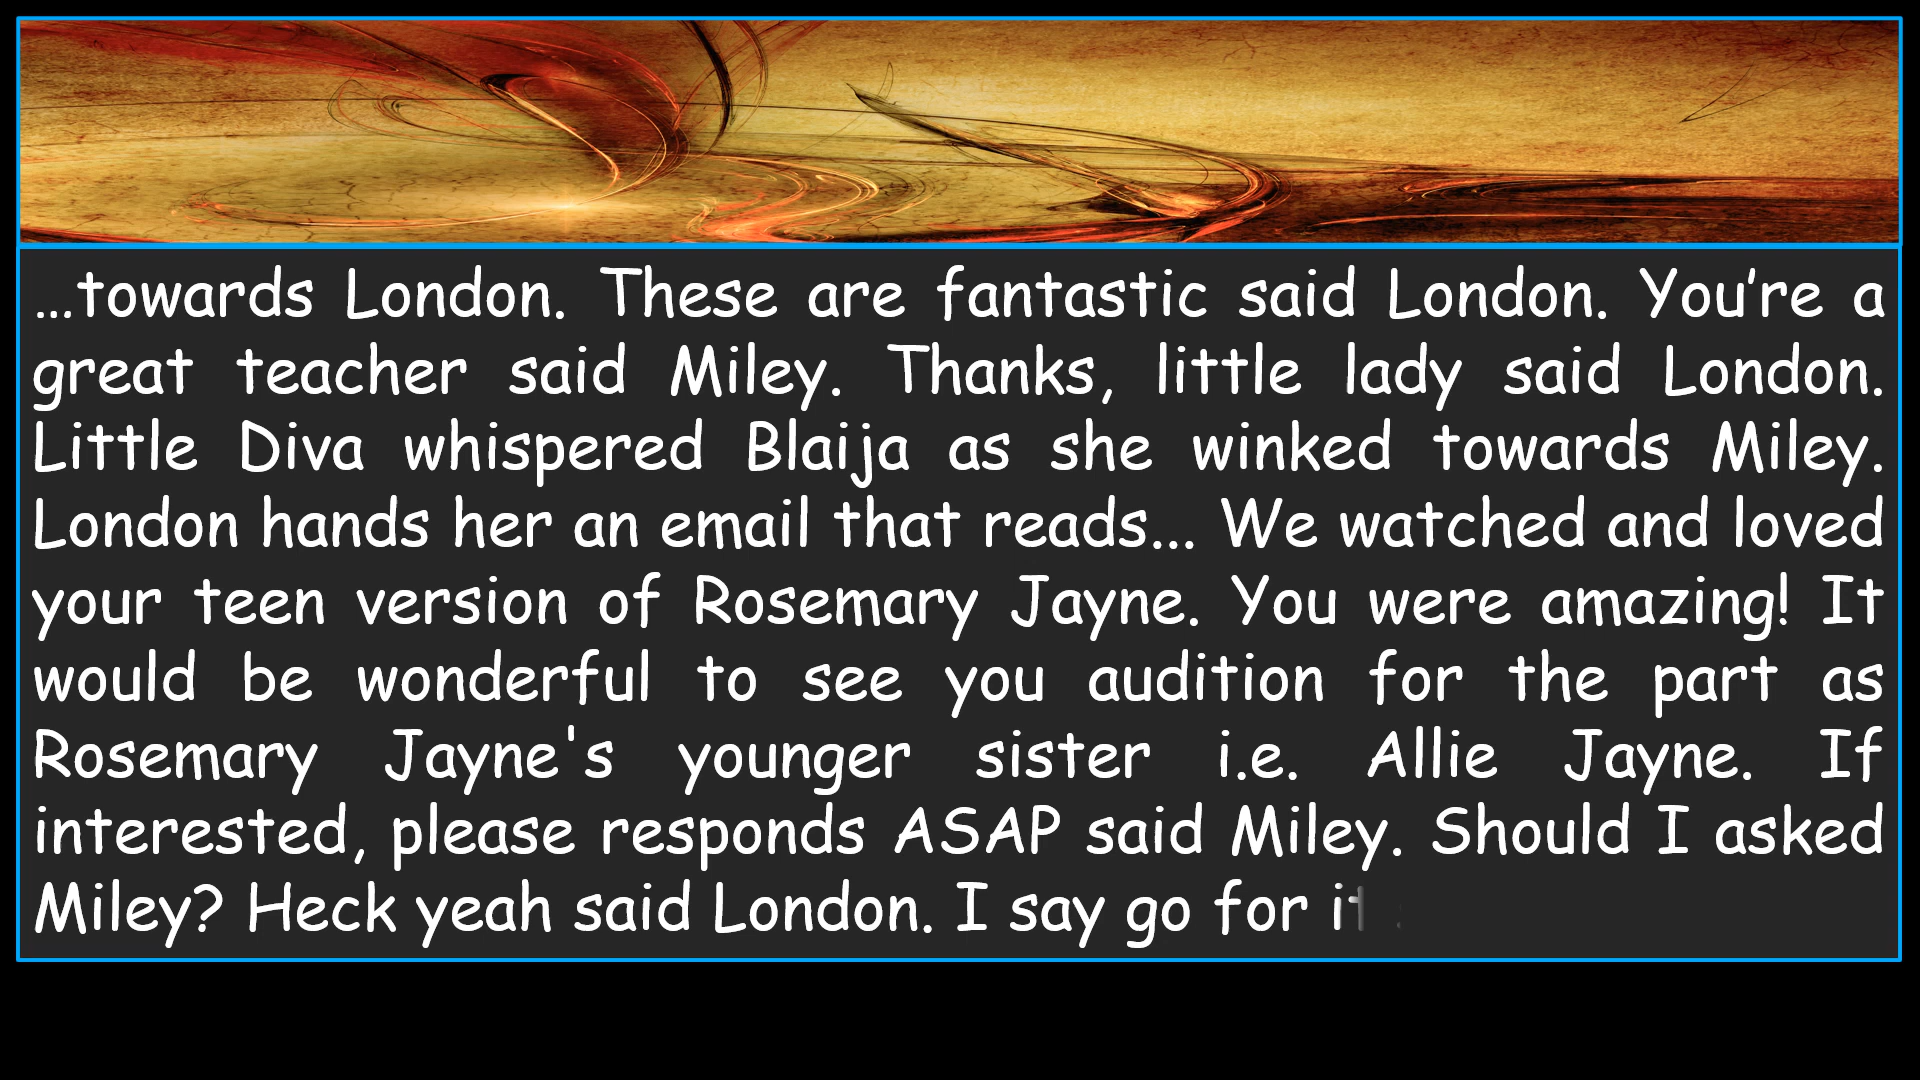 ...towards London. These are fantastic said London. You're a
great teacher said Miley. Thanks, little lady said London.
Little Diva whispered Blaija as she winked towards Miley.
London hands her an email that reads... We watched and loved
your teen version of Rosemary Jayne. You were amazing! It
would be wonderful to see you audition for the part as
Rosemary Jayne's younger sister i.e. Allie Jayne. If
interested, please responds ASAP said Miley. Should I asked
Miley? Heck yeah said London. I say go for it